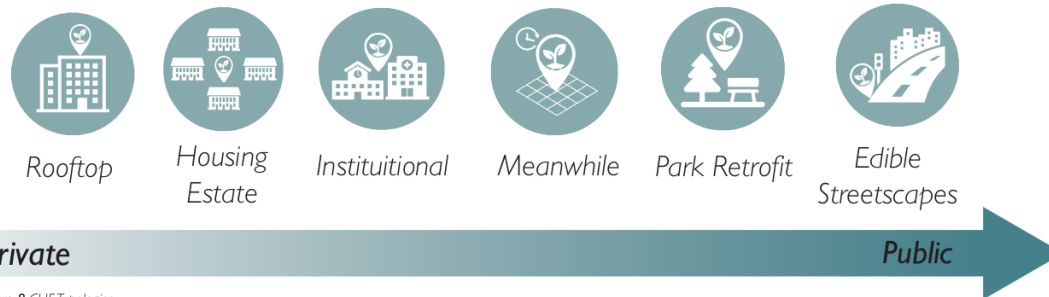 Rooftop
Housing
Estate
Instituitional
Meanwhile
Park Retrofit
Edible
Streetscapes
rivate
Public